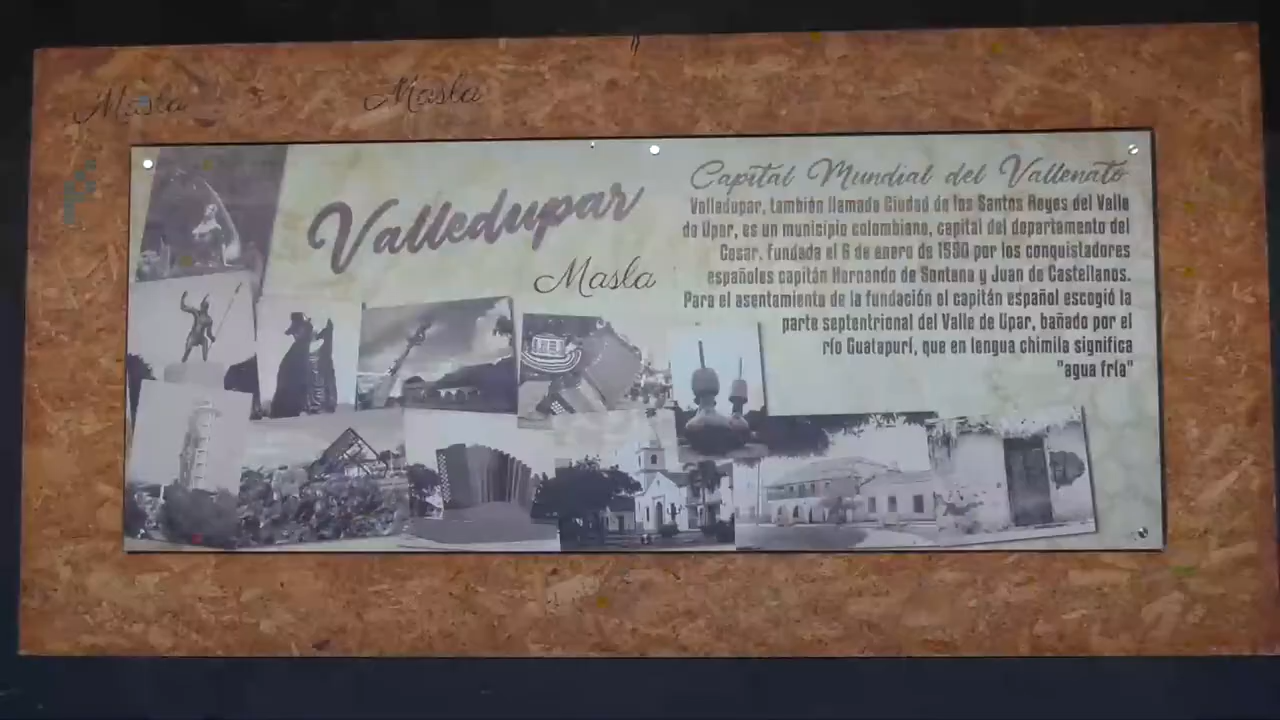 Masla
Masla
Valledupar
Masla
Capital Mundial del Vallenato
Valledupar, también llamada Ciudad de los Santos Reyes del Valle
de Upar, es un municipio colombiano, capital del departamento del
Cesar. Fundada el 6 de enero de 1550 por los conquistadores
españoles capitán Hernando de Santana y Juan de Castellanos.
Para el asentamiento de la fundación el capitán español escogió la
parte septentrional del Valle de Upar, bañado por el
río Guatapurí, que en lengua chimila significa
"agua fría"